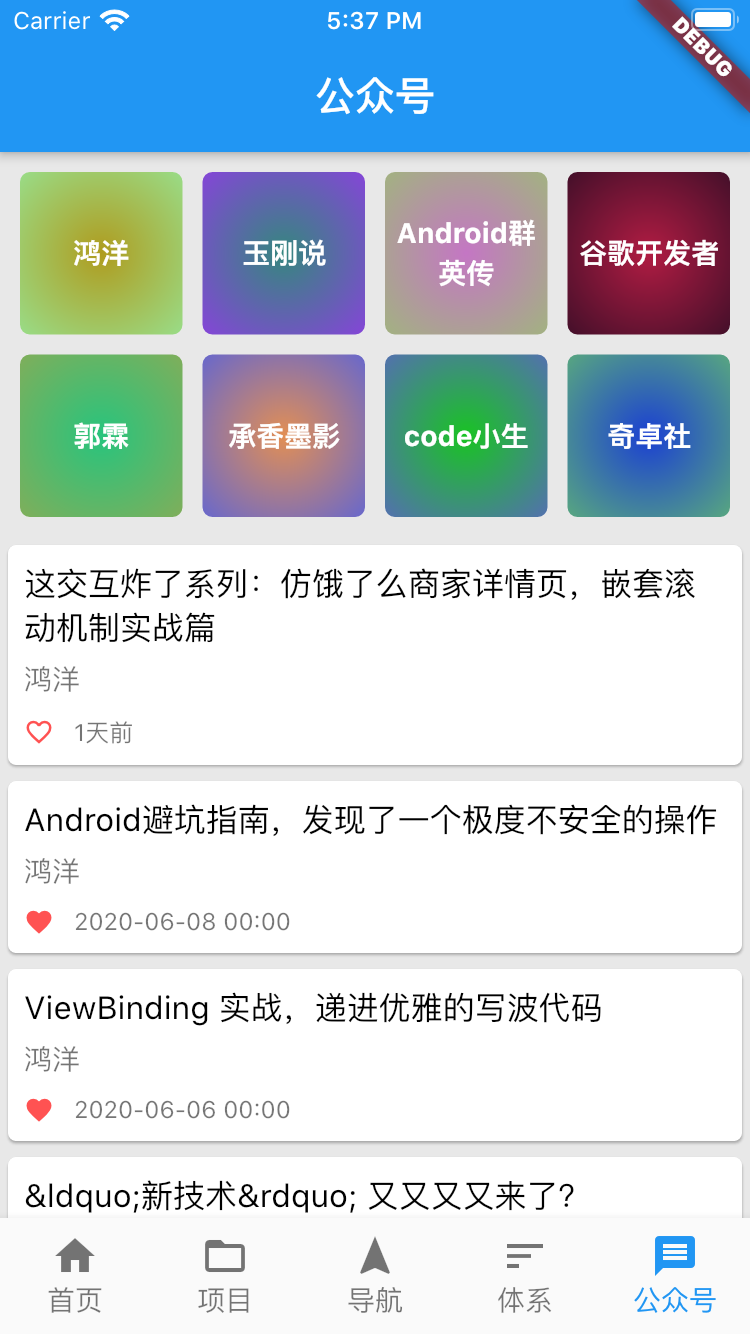 Carrier 5:37 PM
DEBUG
公众号
鸿洋 玉刚说 Android群英传 谷歌开发者
郭霖 承香墨影 code小生 奇卓社
这交互炸了系列：仿饿了么商家详情页，嵌套滚
动机制实战篇
鸿洋
1天前
Android避坑指南，发现了一个极度不安全的操作
鸿洋
2020-06-08 00:00
ViewBinding 实战，递进优雅的写波代码
鸿洋
2020-06-06 00:00
&ldquo;新技术&rdquo; 又又又又来了?
首页 项目 导航 体系 公众号